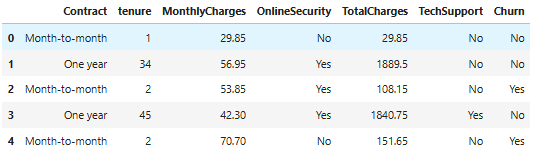 Contract tenure MonthlyCharges OnlineSecurity TotalCharges TechSupport Churn
0 Month-to-month 1 29.85 No 29.85 No No
1 One year 34 56.95 Yes 1889.5 No No
2 Month-to-month 2 53.85 Yes 108.15 No Yes
3 One year 45 42.30 Yes 1840.75 Yes No
4 Month-to-month 2 70.70 No 151.65 No Yes